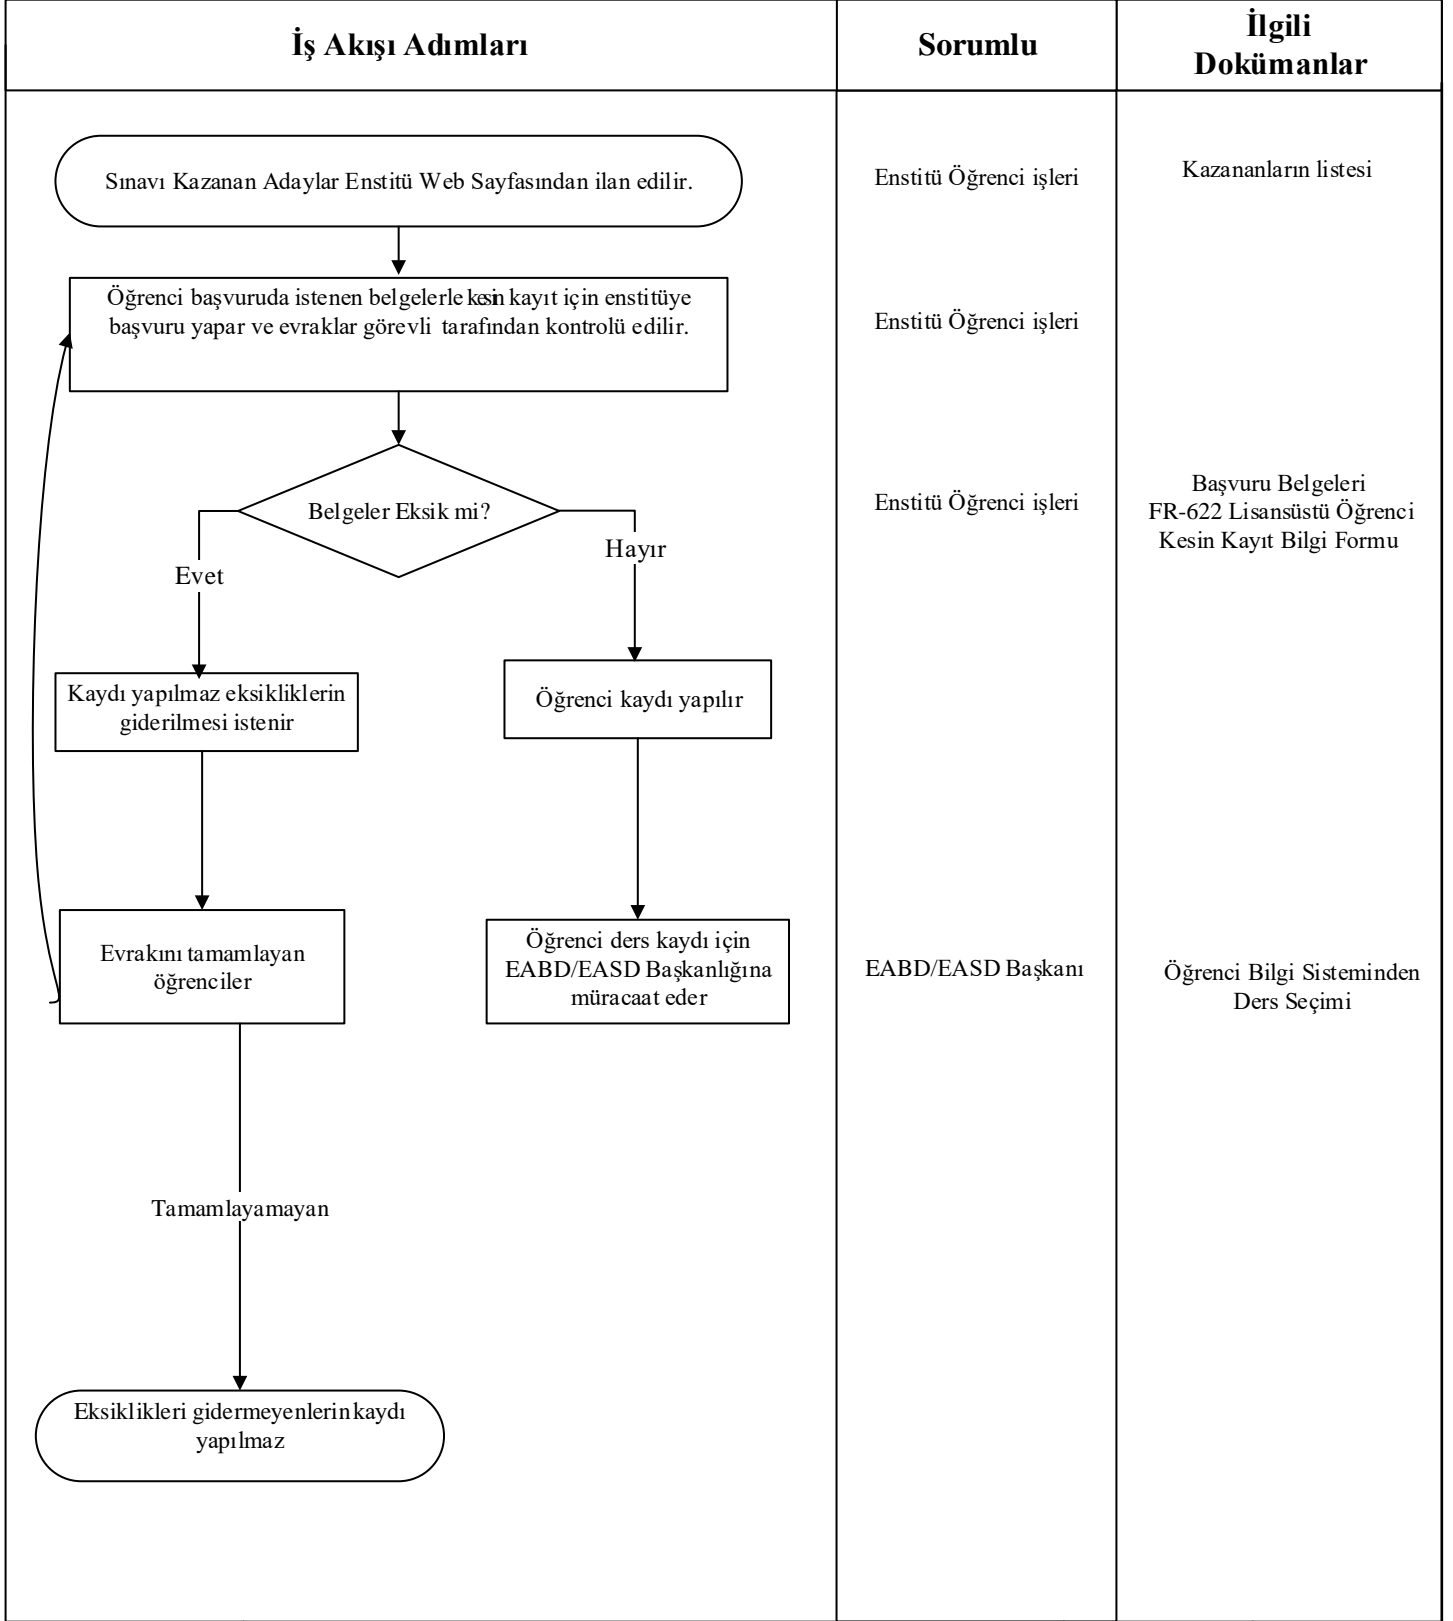 İş Akışı Adımları
Sorumlu
İlgili
Dokümanlar
Sınavı Kazanan Adaylar Enstitü Web Sayfasından ilan edilir.
Enstitü Öğrenci işleri
Kazananların listesi
Öğrenci başvuruda istenen belgelerle kesin kayıt için enstitüye
başvuru yapar ve evraklar görevli tarafından kontrolü edilir.
Enstitü Öğrenci işleri
Belgeler Eksik mi?
Enstitü Öğrenci işleri
Başvuru Belgeleri
FR-622 Lisansüstü Öğrenci
Kesin Kayıt Bilgi Formu
Hayır
Evet
Kaydı yapılmaz eksikliklerin
giderilmesi istenir
Öğrenci kaydı yapılır
Evrakını tamamlayan
öğrenciler
Öğrenci ders kaydı için
EABD/EASD Başkanlığına
müracaat eder
EABD/EASD Başkanı
Öğrenci Bilgi Sisteminden
Ders Seçimi
Tamamlayamayan
Eksiklikleri gidermeyenlerin kaydı
yapılmaz